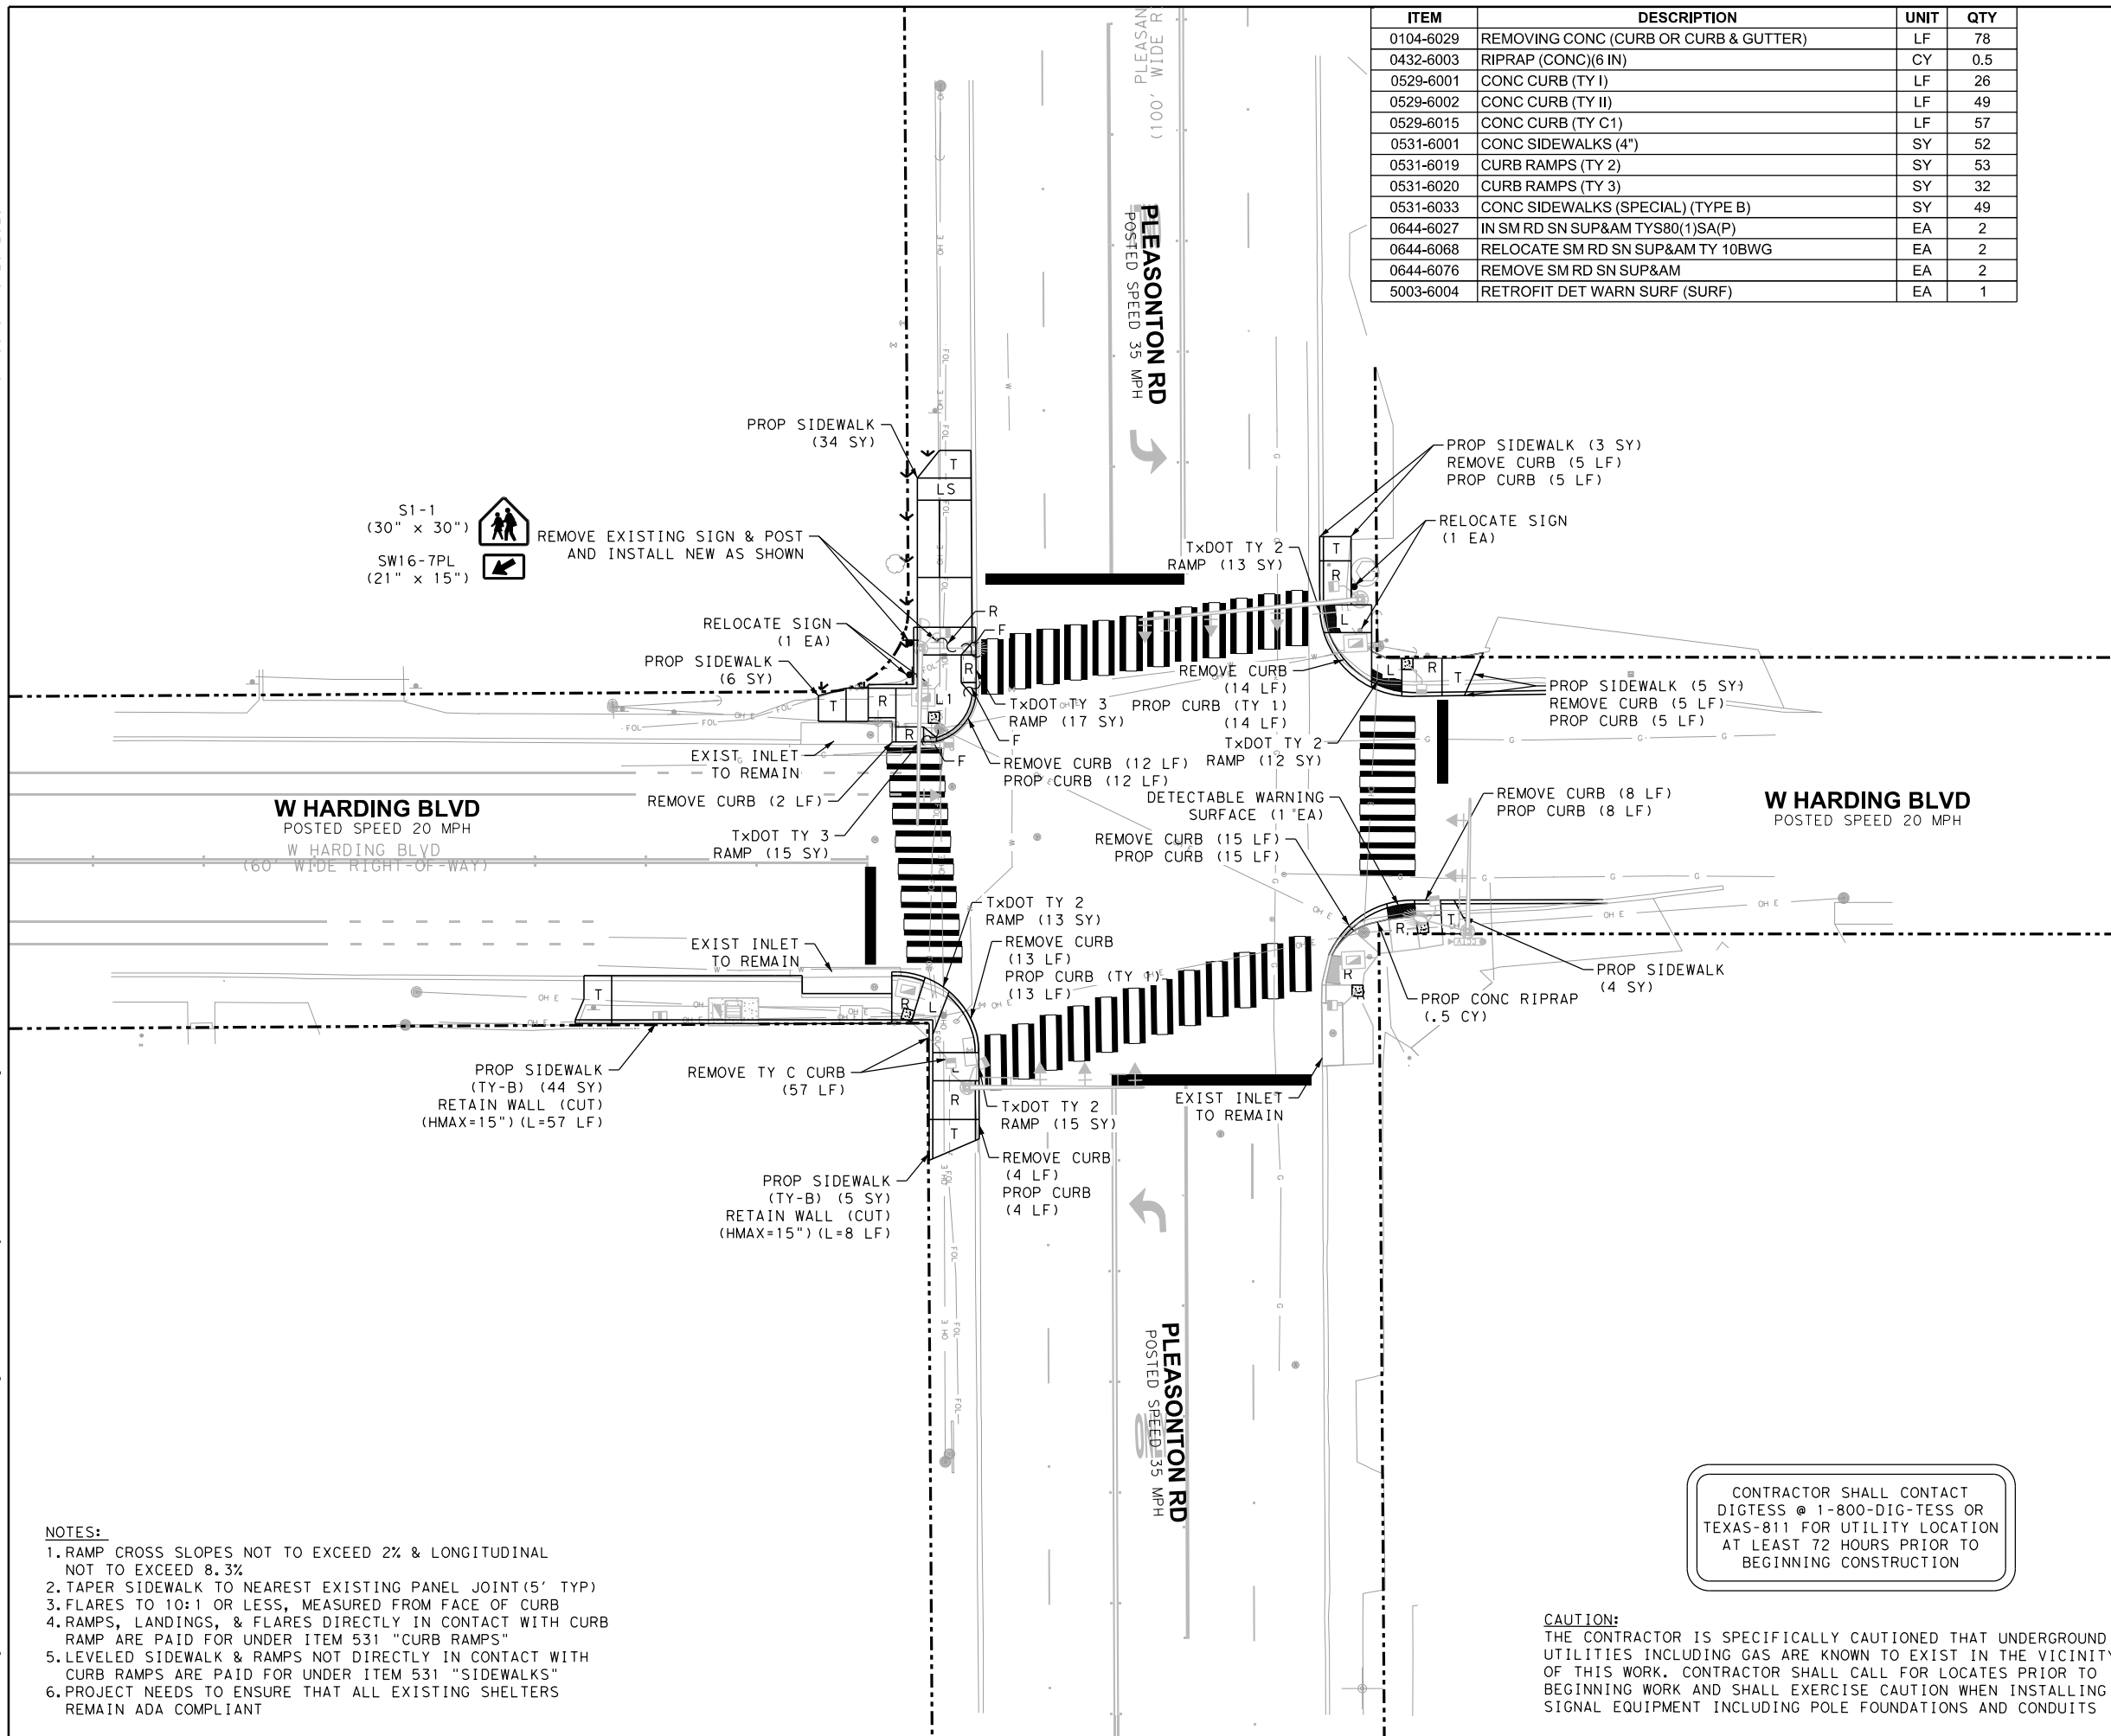 ITEM DESCRIPTION UNIT QTY
0104-6029 REMOVING CONC (CURB OR CURB & GUTTER) LF 78
0432-6003 RIPRAP (CONC)(6 IN) CY 0.5
0529-6001 CONC CURB (TY I) LF 26
0529-6002 CONC CURB (TY II) LF 49
0529-6015 CONC CURB (TY C1) LF 57
0531-6001 CONC SIDEWALKS (4") SY 52
0531-6019 CURB RAMPS (TY 2) SY 53
0531-6020 CURB RAMPS (TY 3) SY 32
0531-6033 CONC SIDEWALKS (SPECIAL) (TYPE B) SY 49
0644-6027 IN SM RD SN SUP&AM TYS80(1)SA(P) EA 2
0644-6068 RELOCATE SM RD SN SUP&AM TY 10BWG EA 2
0644-6076 REMOVE SM RD SN SUP&AM EA 2
5003-6004 RETROFIT DET WARN SURF (SURF) EA 1
PLEASAN
(100' WIDE R
PLEASONTON RD
POSTED SPEED 35 MPH
PROP SIDEWALK
(34 SY)
T
LS
S1-1
(30" x 30")
SW16-7PL
(21" x 15")
REMOVE EXISTING SIGN & POST
AND INSTALL NEW AS SHOWN
RELOCATE SIGN
(1 EA)
PROP SIDEWALK
(6 SY)
R
F
R
T
R
L1
R
F
F
TxDOT TY 3
RAMP (17 SY)
REMOVE CURB (12 LF)
PROP CURB (12 LF)
EXIST INLET
TO REMAIN
REMOVE CURB (2 LF)
TxDOT TY 3
RAMP (15 SY)
PROP SIDEWALK (3 SY)
REMOVE CURB (5 LF)
PROP CURB (5 LF)
RELOCATE SIGN
(1 EA)
TxDOT TY 2
RAMP (13 SY)
T
R
L
L
R
T
REMOVE CURB
(14 LF)
PROP CURB (TY 1)
(14 LF)
TxDOT TY 2
RAMP (12 SY)
PROP SIDEWALK (5 SY)
REMOVE CURB (5 LF)
PROP CURB (5 LF)
W HARDING BLVD
POSTED SPEED 20 MPH
W HARDING BLVD
(60' WIDE RIGHT-OF-WAY)
W HARDING BLVD
POSTED SPEED 20 MPH
DETECTABLE WARNING
SURFACE (1 EA)
REMOVE CURB (15 LF)
PROP CURB (15 LF)
REMOVE CURB (8 LF)
PROP CURB (8 LF)
R
T
R
PROP SIDEWALK
(4 SY)
PROP CONC RIPRAP
(.5 CY)
EXIST INLET
TO REMAIN
TxDOT TY 2
RAMP (13 SY)
REMOVE CURB
(13 LF)
PROP CURB (TY 1)
(13 LF)
EXIST INLET
TO REMAIN
T
R
L
L
R
T
PROP SIDEWALK
(TY-B) (44 SY)
RETAIN WALL (CUT)
(HMAX=15")(L=57 LF)
REMOVE TY C CURB
(57 LF)
TxDOT TY 2
RAMP (15 SY)
REMOVE CURB
(4 LF)
PROP CURB
(4 LF)
PROP SIDEWALK
(TY-B) (5 SY)
RETAIN WALL (CUT)
(HMAX=15")(L=8 LF)
PLEASONTON RD
POSTED SPEED 35 MPH
NOTES:
1. RAMP CROSS SLOPES NOT TO EXCEED 2% & LONGITUDINAL
NOT TO EXCEED 8.3%
2. TAPER SIDEWALK TO NEAREST EXISTING PANEL JOINT(5' TYP)
3. FLARES TO 10:1 OR LESS, MEASURED FROM FACE OF CURB
4. RAMPS, LANDINGS, & FLARES DIRECTLY IN CONTACT WITH CURB
RAMP ARE PAID FOR UNDER ITEM 531 "CURB RAMPS"
5. LEVELED SIDEWALK & RAMPS NOT DIRECTLY IN CONTACT WITH
CURB RAMPS ARE PAID FOR UNDER ITEM 531 "SIDEWALKS"
6. PROJECT NEEDS TO ENSURE THAT ALL EXISTING SHELTERS
REMAIN ADA COMPLIANT
CONTRACTOR SHALL CONTACT
DIGTESS @ 1-800-DIG-TESS OR
TEXAS-811 FOR UTILITY LOCATION
AT LEAST 72 HOURS PRIOR TO
BEGINNING CONSTRUCTION
CAUTION:
THE CONTRACTOR IS SPECIFICALLY CAUTIONED THAT UNDERGROUND
UTILITIES INCLUDING GAS ARE KNOWN TO EXIST IN THE VICINITY
OF THIS WORK. CONTRACTOR SHALL CALL FOR LOCATES PRIOR TO
BEGINNING WORK AND SHALL EXERCISE CAUTION WHEN INSTALLING
SIGNAL EQUIPMENT INCLUDING POLE FOUNDATIONS AND CONDUITS